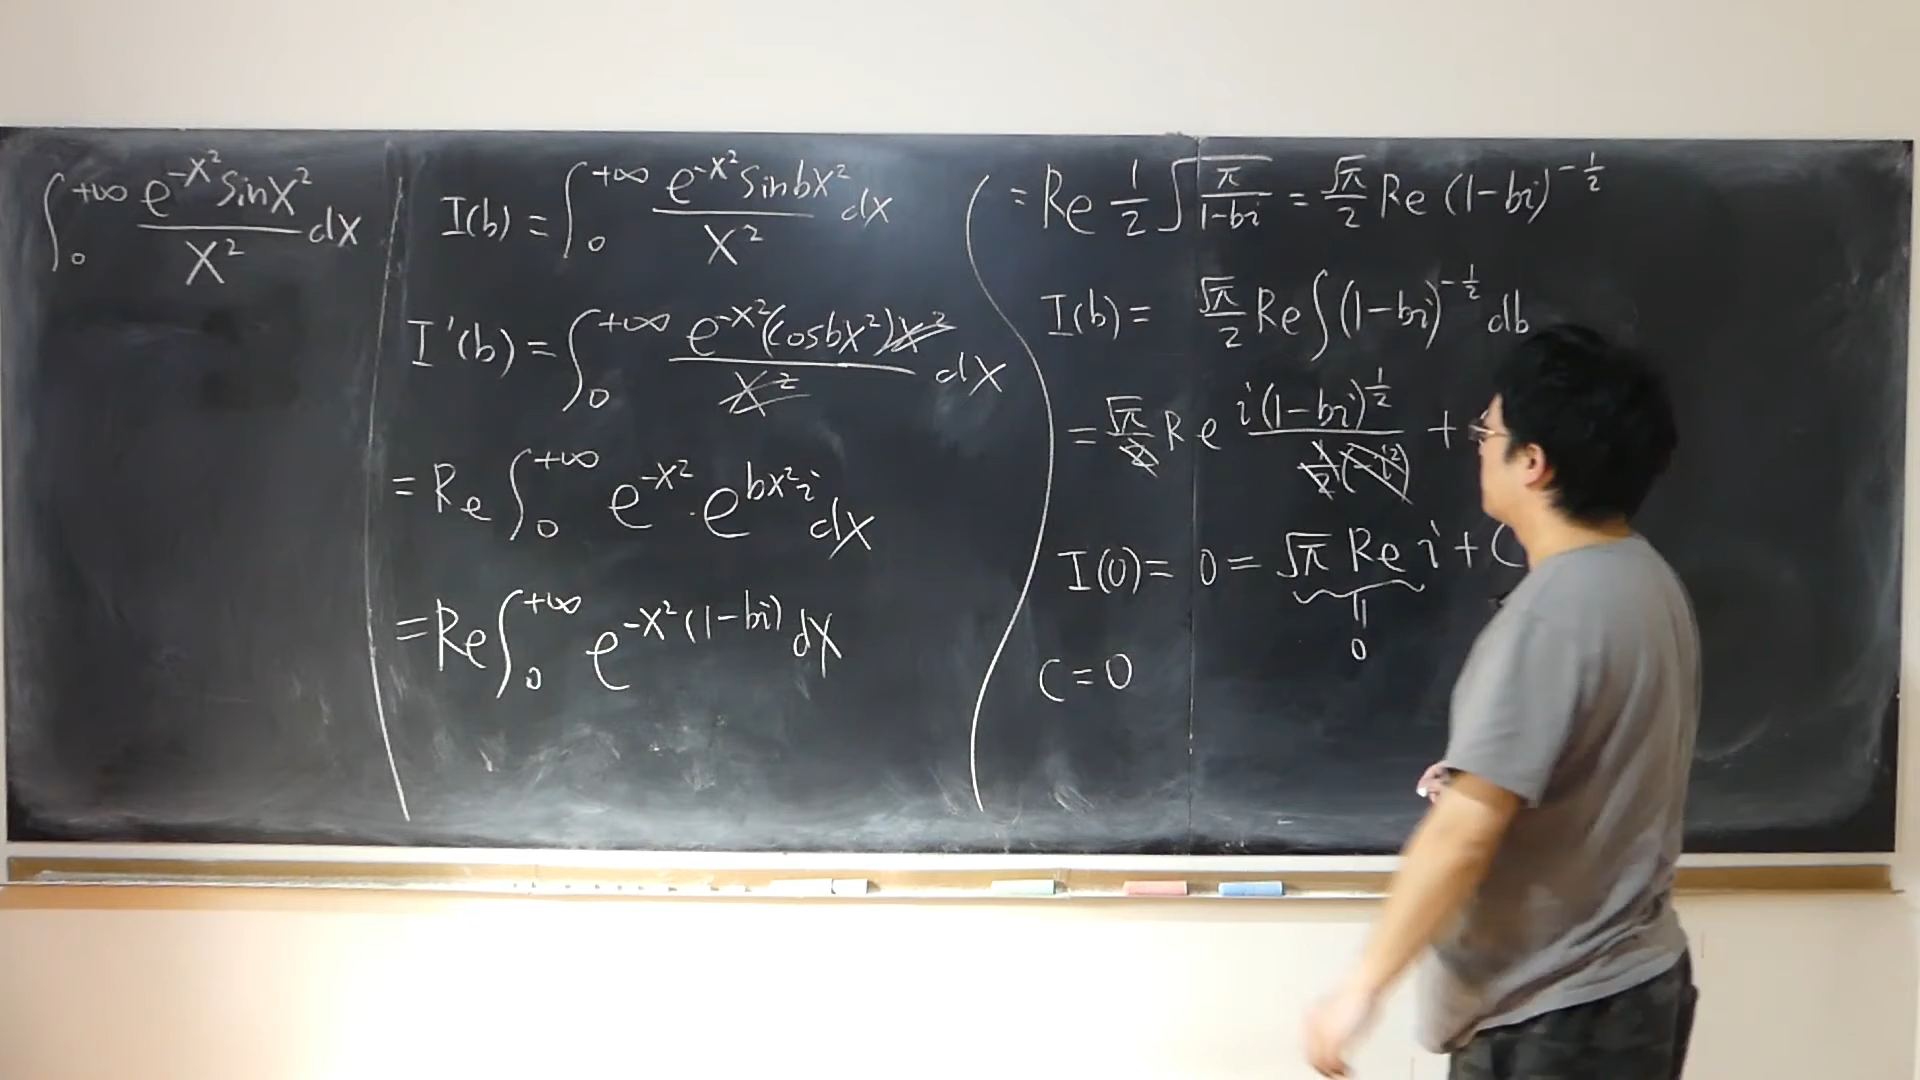 ∫₀^{+∞} e^{-x²} sin x² / x² dx
I(b) = ∫₀^{+∞} e^{-x²} sin bx² / x² dx
I'(b) = ∫₀^{+∞} e^{-x²} (cos bx²) x² / x² dx
= Re ∫₀^{+∞} e^{-x²} · e^{bx²i} dx
= Re ∫₀^{+∞} e^{-x²(1-bi)} dx
= Re 1/2 √(π/(1-bi)) = √π/2 Re (1-bi)^{-1/2}
I(b) = √π/2 Re ∫ (1-bi)^{-1/2} db
= √π/2 Re i(1-bi)^{1/2} / (1/2 (-i²)) +
I(0) = 0 = √π Re i + C
= 0
C = 0